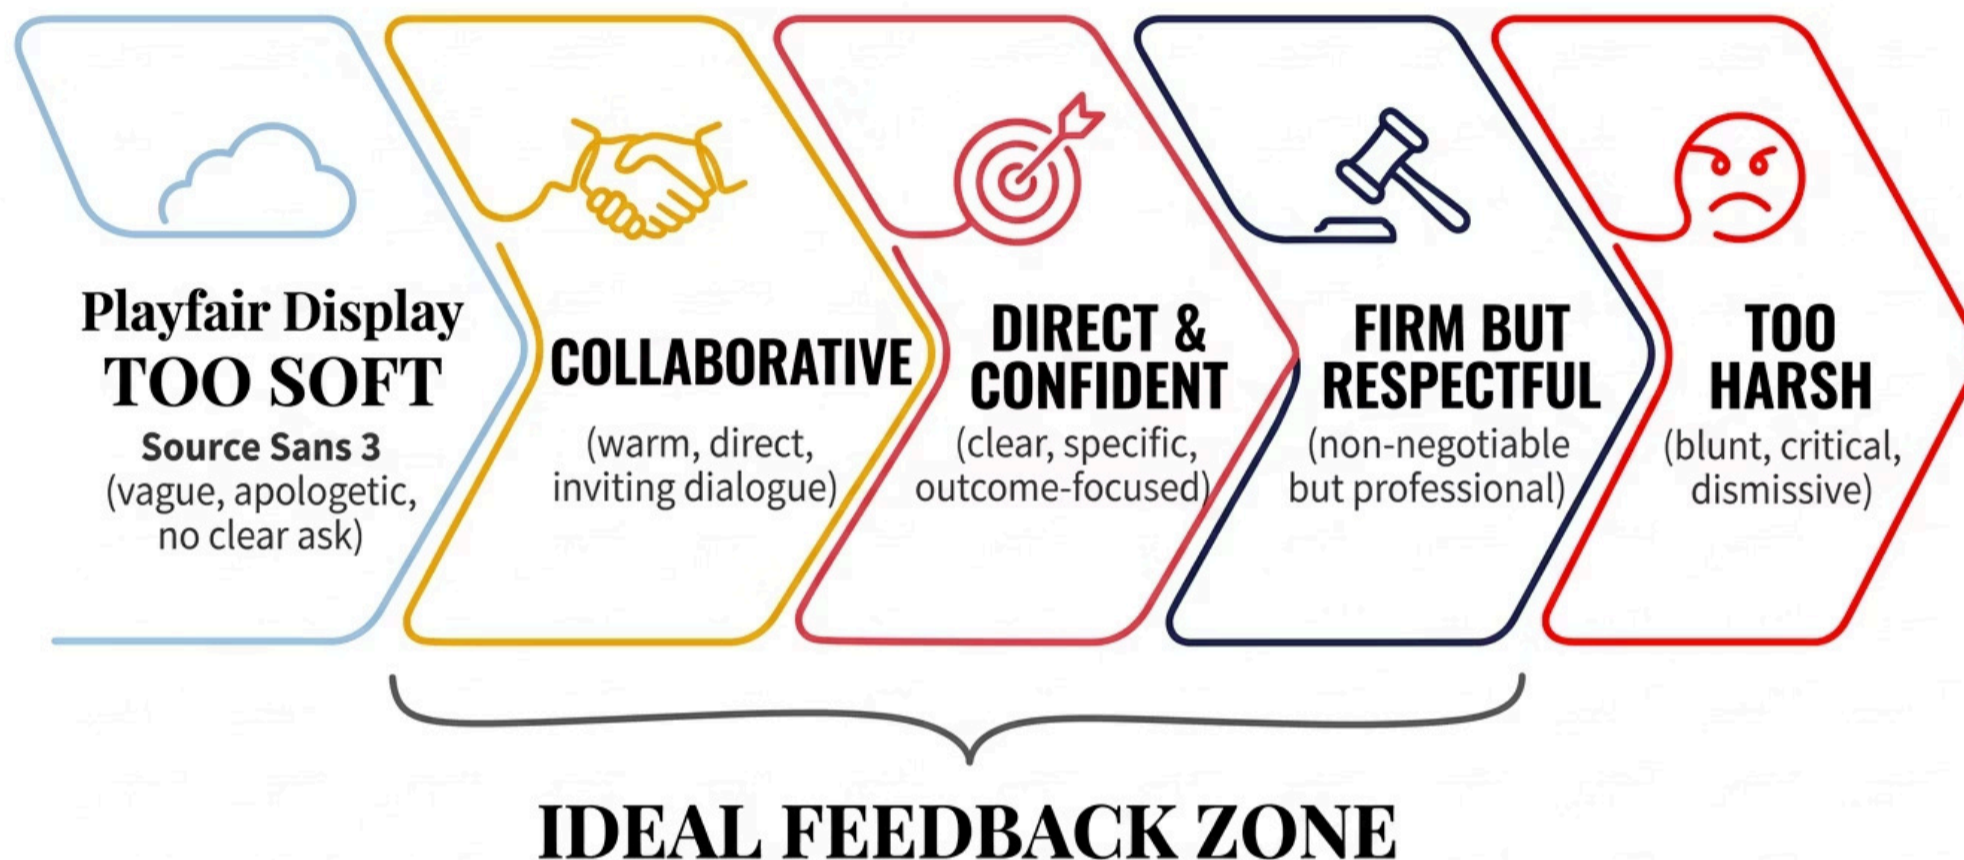 Playfair Display
TOO SOFT
Source Sans 3
(vague, apologetic,
no clear ask)
COLLABORATIVE
(warm, direct,
inviting dialogue)
DIRECT &
CONFIDENT
(clear, specific,
outcome-focused)
FIRM BUT
RESPECTFUL
(non-negotiable
but professional)
TOO
HARSH
(blunt, critical,
dismissive)
IDEAL FEEDBACK ZONE